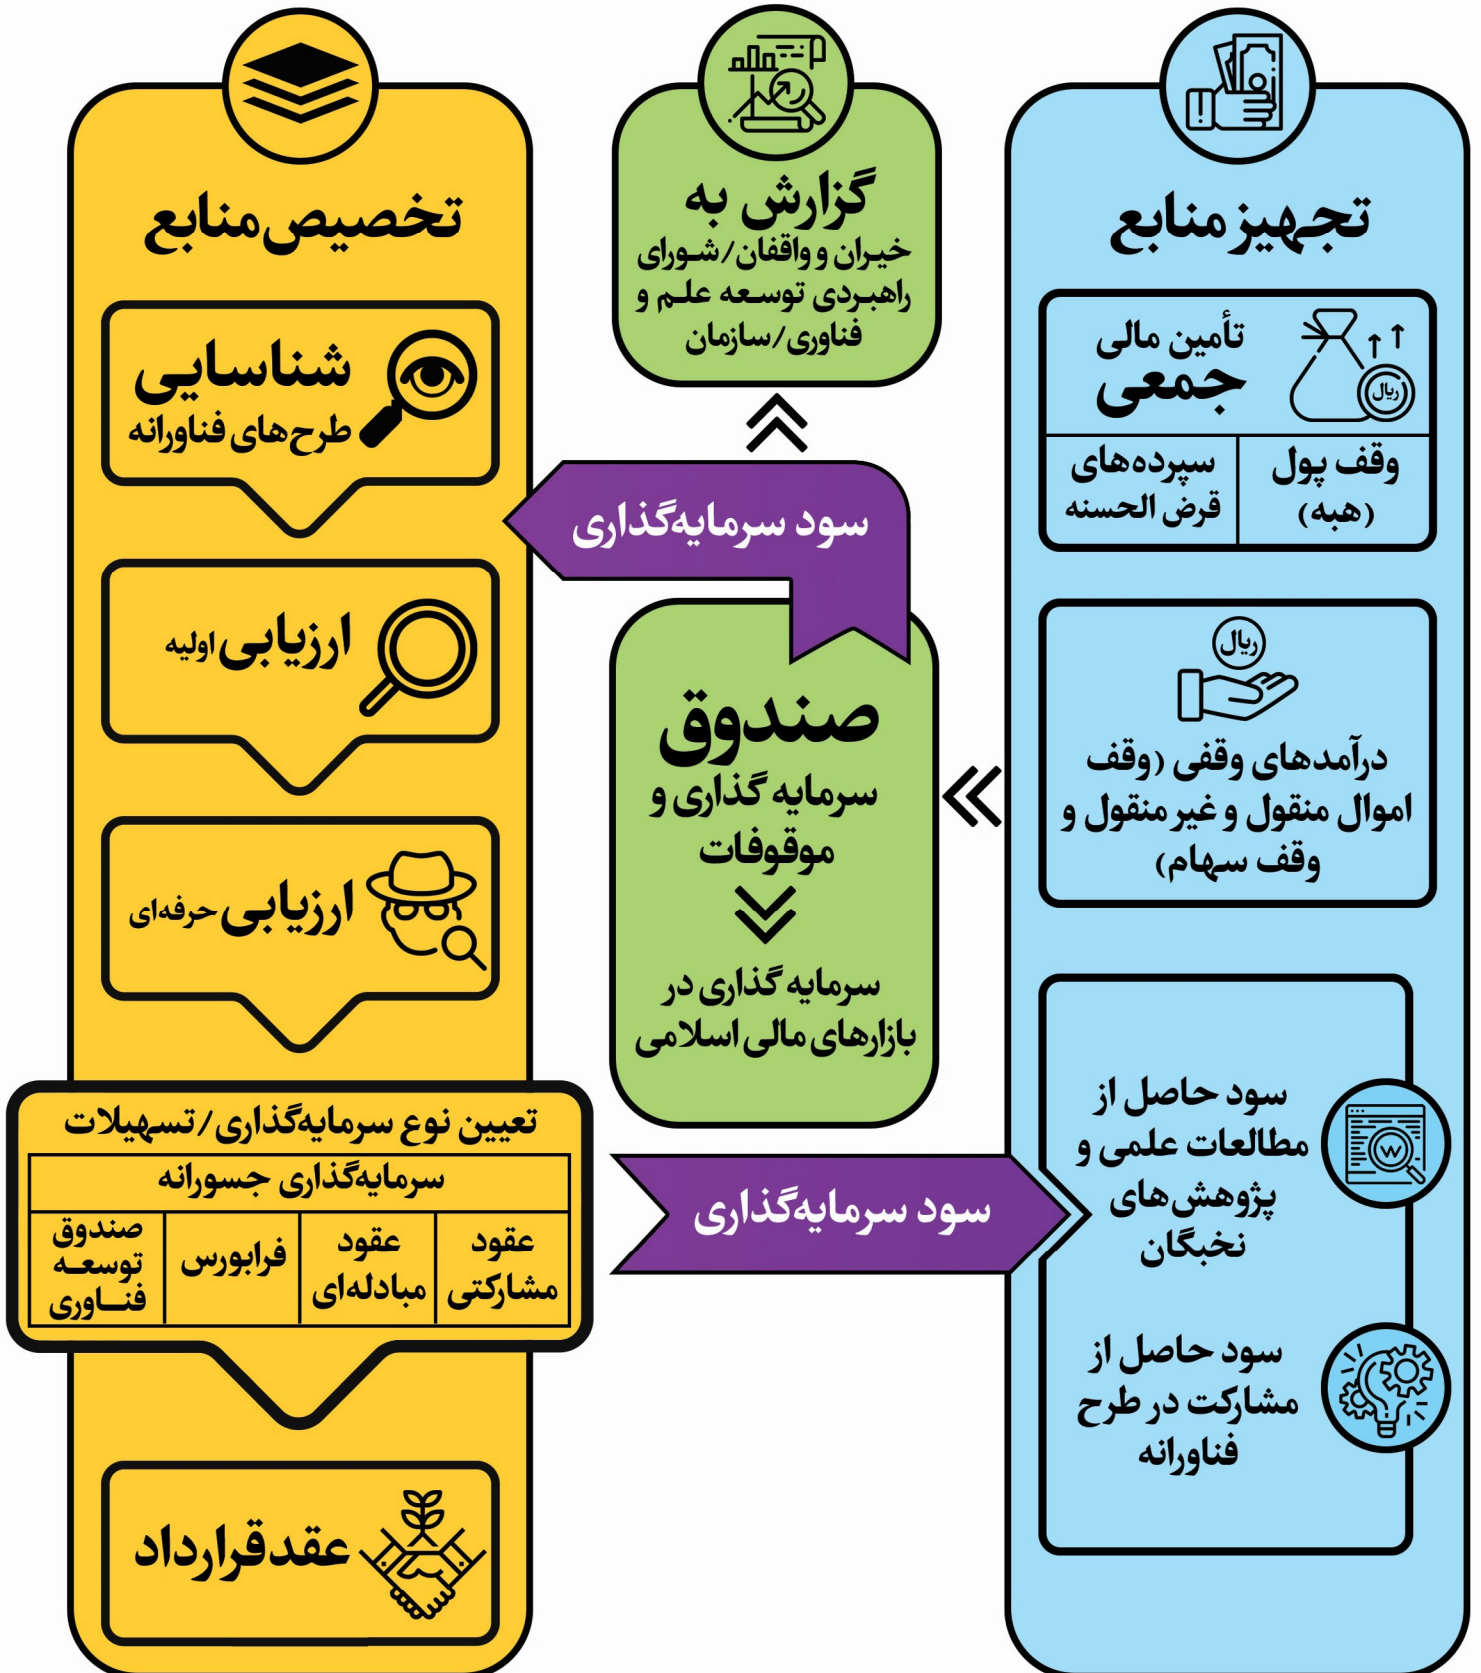 تجهیز منابع
تأمین مالی
جمعی
ریال
وقف پول
(هبه)
سپرده‌های
قرض الحسنه
ریال
درآمدهای وقفی (وقف
اموال منقول و غیر منقول و
وقف سهام)
سود حاصل از
مطالعات علمی و
پژوهش‌های
نخبگان
W
سود حاصل از
مشارکت در طرح
فناورانه
گزارش به
خیران و واقفان/شورای
راهبردی توسعه علم و
فناوری/سازمان
سود سرمایه‌گذاری
صندوق
سرمایه گذاری و
موقوفات
سرمایه گذاری در
بازارهای مالی اسلامی
سود سرمایه‌گذاری
تخصیص منابع
شناسایی
طرح‌های فناورانه
ارزیابی اولیه
ارزیابی حرفه‌ای
تعیین نوع سرمایه‌گذاری/تسهیلات
سرمایه‌گذاری جسورانه
عقود
مشارکتی
عقود
مبادله‌ای
فرابورس
صندوق
توسعه
فناوری
عقد قرارداد